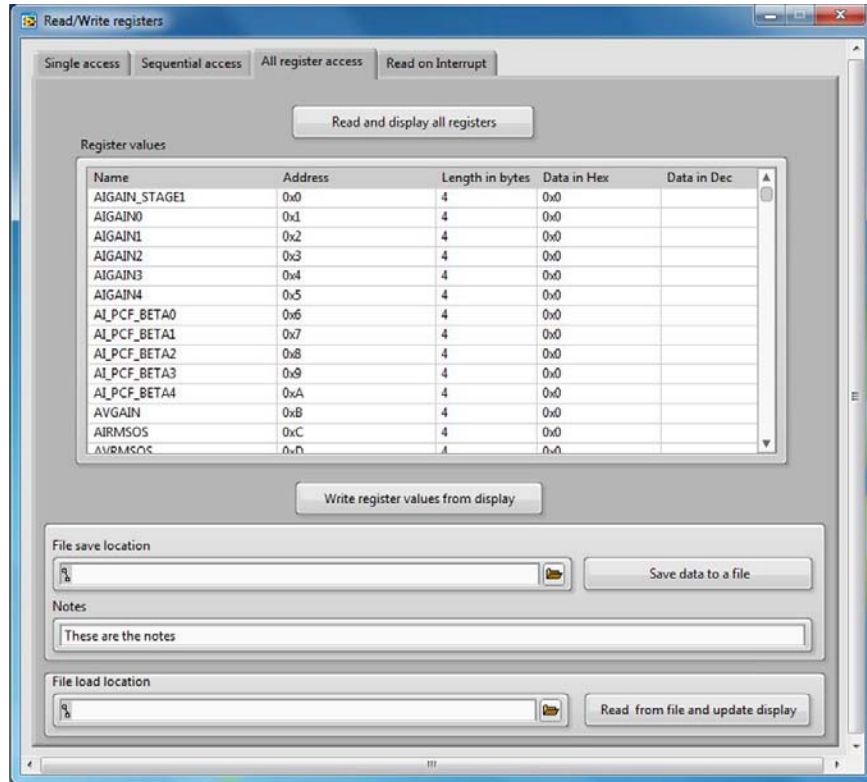 Read/Write registers
Single access Sequential access All register access Read on Interrupt
Read and display all registers
Register values
Name Address Length in bytes Data in Hex Data in Dec
AIGAIN_STAGE1 0x0 4 0x0
AIGAIN0 0x1 4 0x0
AIGAIN1 0x2 4 0x0
AIGAIN2 0x3 4 0x0
AIGAIN3 0x4 4 0x0
AIGAIN4 0x5 4 0x0
AI_PCF_BETA0 0x6 4 0x0
AI_PCF_BETA1 0x7 4 0x0
AI_PCF_BETA2 0x8 4 0x0
AI_PCF_BETA3 0x9 4 0x0
AI_PCF_BETA4 0xA 4 0x0
AVGAIN 0xB 4 0x0
AIRMSOS 0xC 4 0x0
AVRMSOS 0xD 4 0x0
Write register values from display
File save location
Save data to a file
Notes
These are the notes
File load location
Read from file and update display